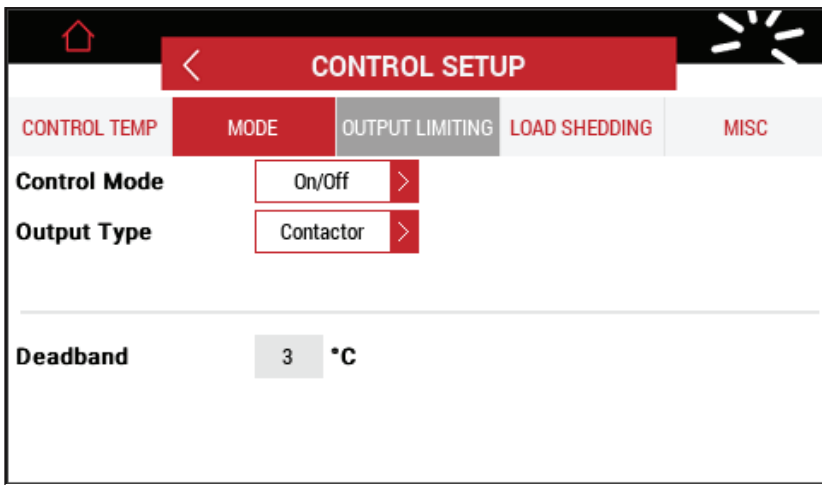 CONTROL SETUP
CONTROL TEMP MODE OUTPUT LIMITING LOAD SHEDDING MISC
Control Mode On/Off
Output Type Contactor
Deadband 3 °C